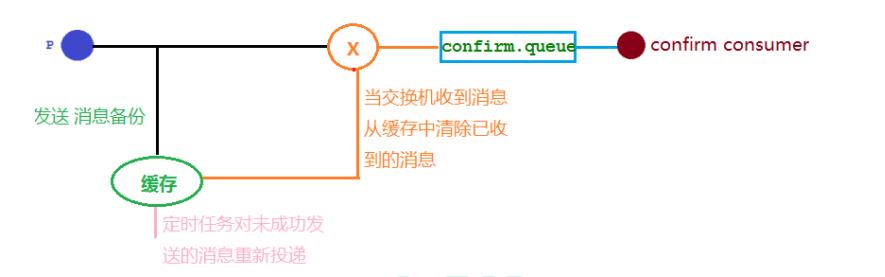 P
X
confirm.queue
confirm consumer
当交换机收到消息
从缓存中清除已收
到的消息
发送 消息备份
缓存
定时任务对未成功发
送的消息重新投递